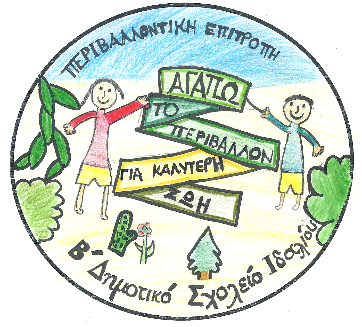 ΠΕΡΙΒΑΛΛΟΝΤΙΚΗ ΕΠΙΤΡΟΠΗ
ΑΓΑΠΩ
ΤΟ
ΠΕΡΙΒΑΛΛΟΝ
ΓΙΑ ΚΑΛΥΤΕΡΗ
ΖΩΗ
Β΄ Δημοτικό Σχολείο Ιδαλίου